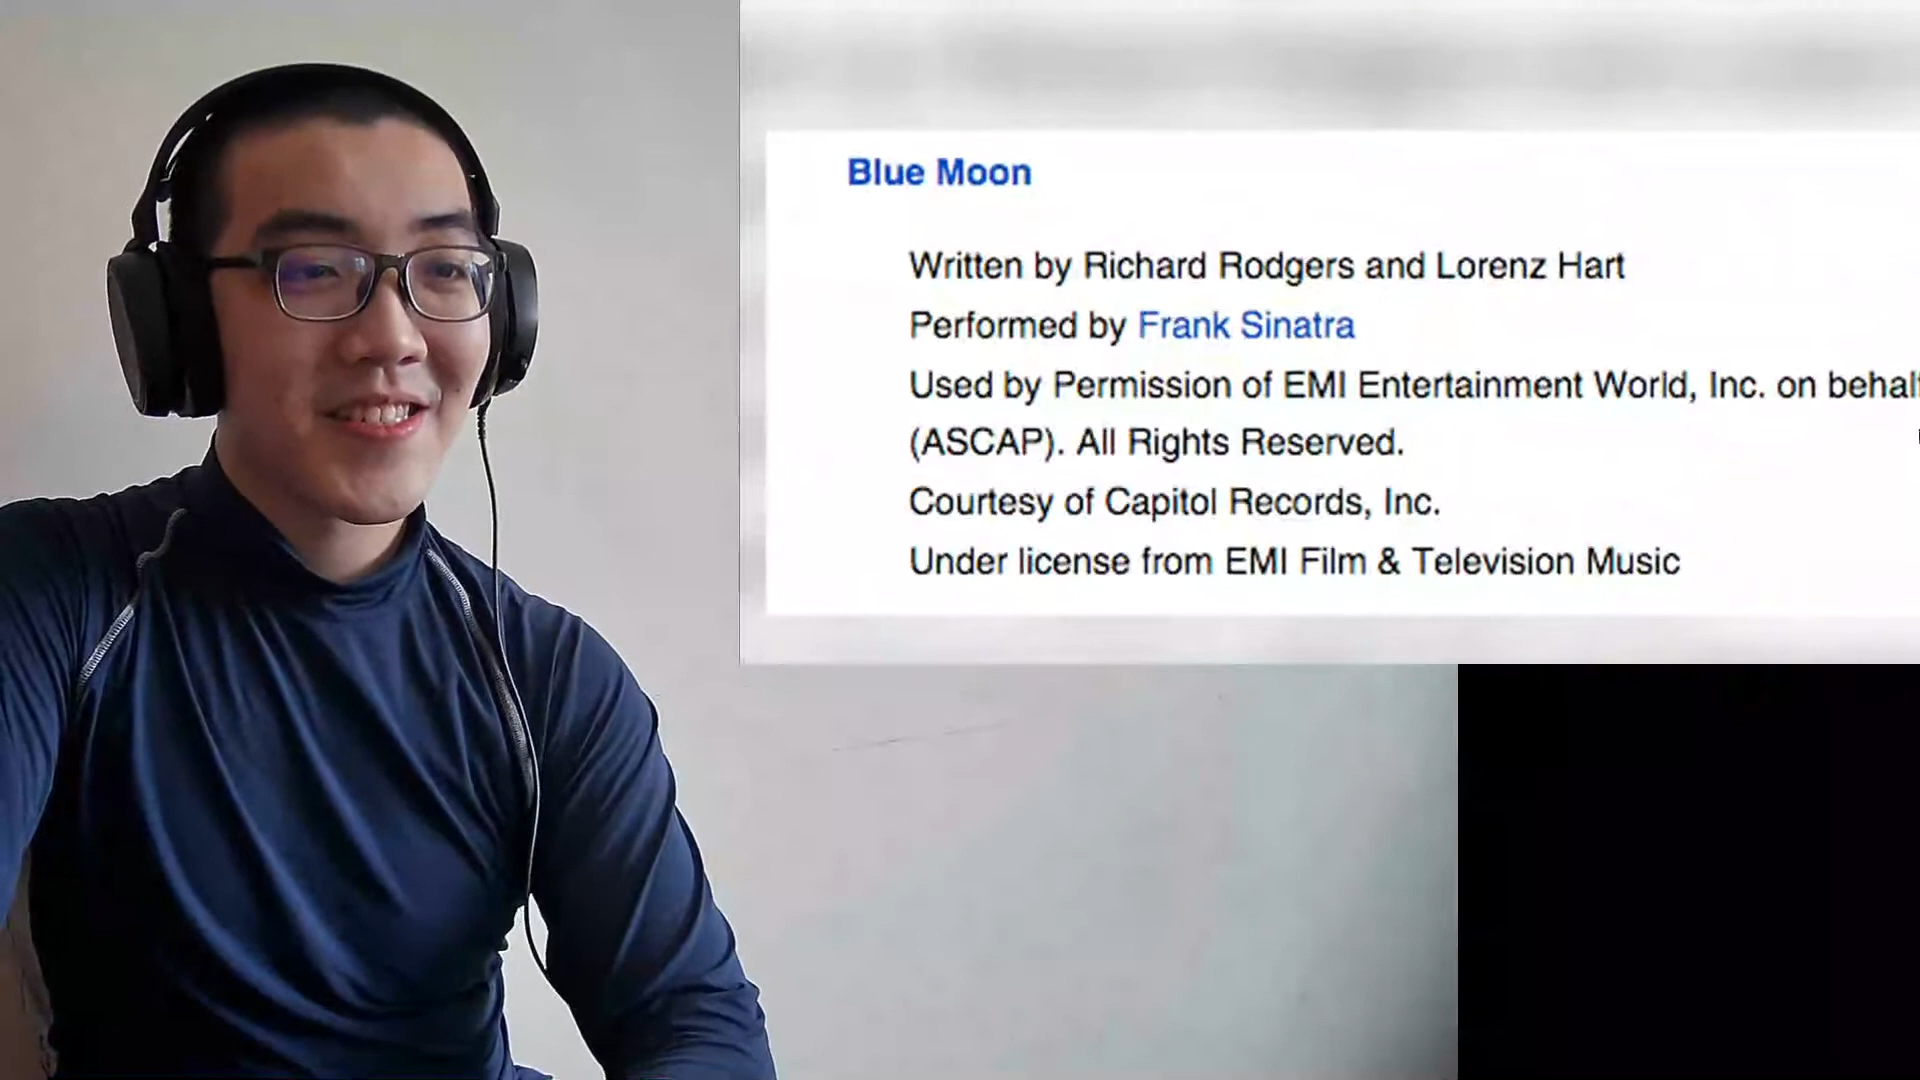 Blue Moon
Written by Richard Rodgers and Lorenz Hart
Performed by Frank Sinatra
Used by Permission of EMI Entertainment World, Inc. on behalf
(ASCAP). All Rights Reserved.
Courtesy of Capitol Records, Inc.
Under license from EMI Film & Television Music